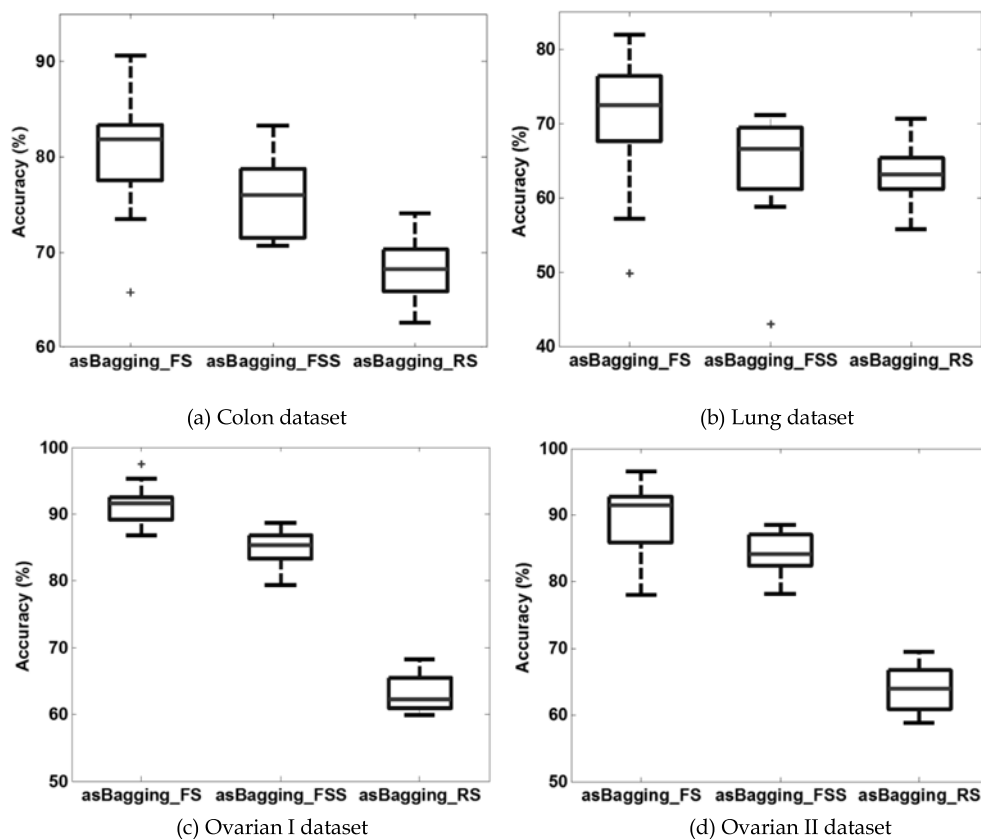 Accuracy (%)
90
80
70
60
asBagging_FS asBagging_FSS asBagging_RS
(a) Colon dataset
Accuracy (%)
80
70
60
50
40
asBagging_FS asBagging_FSS asBagging_RS
(b) Lung dataset
Accuracy (%)
100
90
80
70
60
50
asBagging_FS asBagging_FSS asBagging_RS
(c) Ovarian I dataset
Accuracy (%)
100
90
80
70
60
50
asBagging_FS asBagging_FSS asBagging_RS
(d) Ovarian II dataset